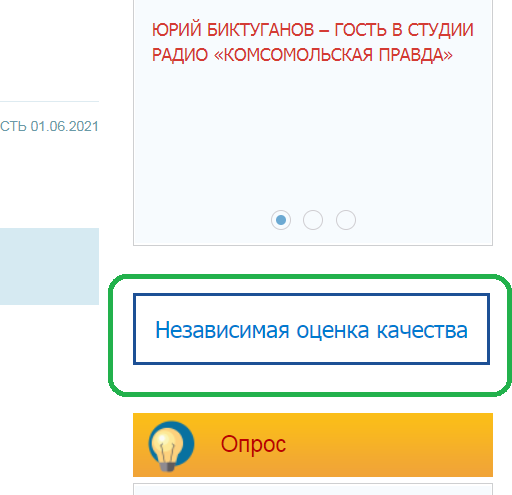 ЮРИЙ БИКТУГАНОВ – ГОСТЬ В СТУДИИ
РАДИО «КОМСОМОЛЬСКАЯ ПРАВДА»
СТЬ 01.06.2021
Независимая оценка качества
Опрос